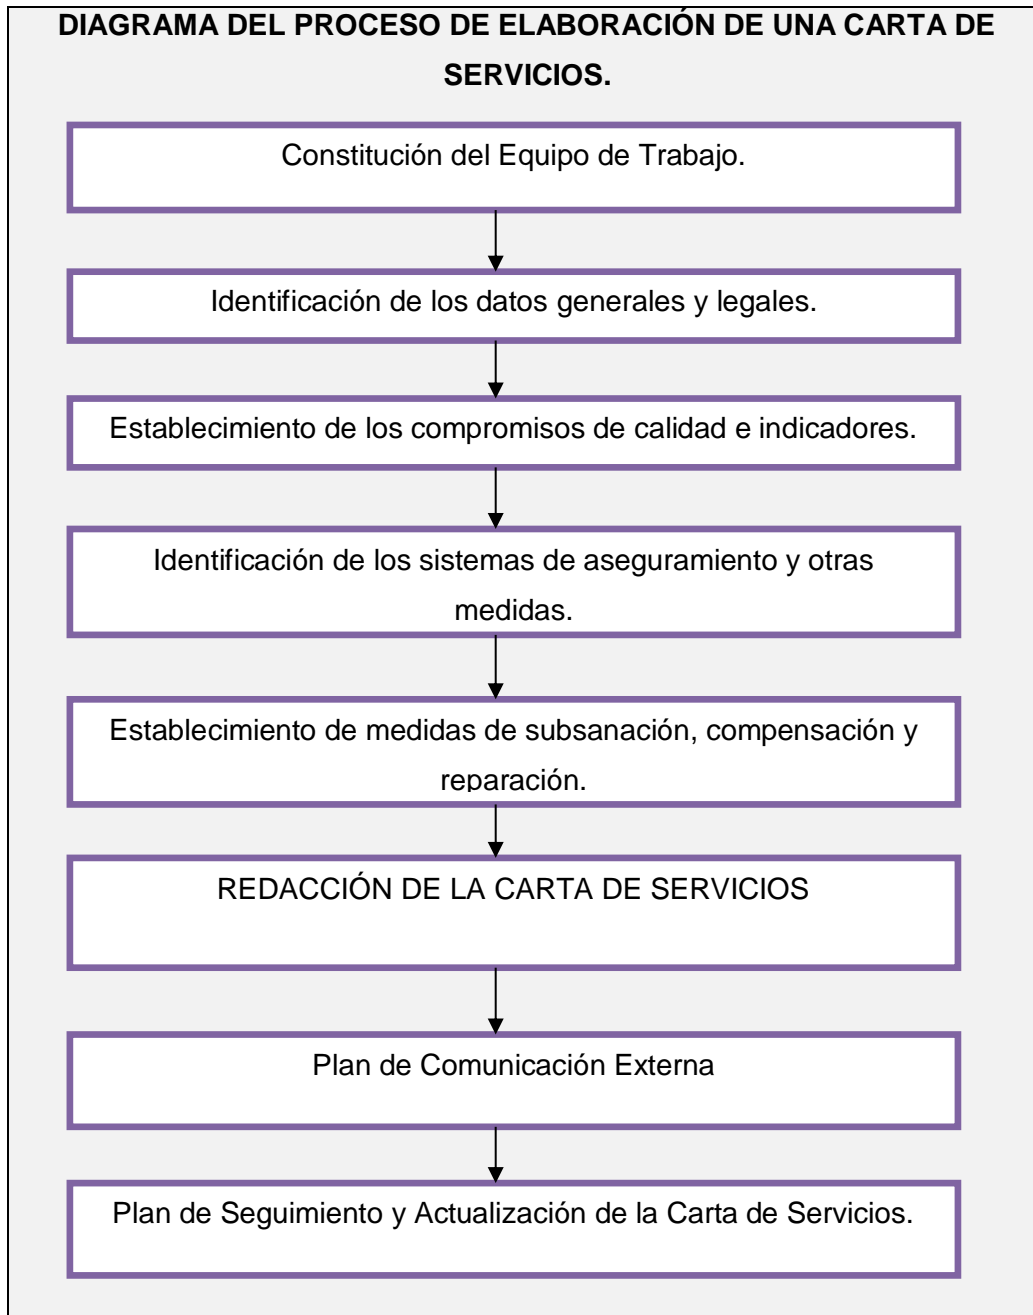 DIAGRAMA DEL PROCESO DE ELABORACIÓN DE UNA CARTA DE
SERVICIOS.
Constitución del Equipo de Trabajo.
Identificación de los datos generales y legales.
Establecimiento de los compromisos de calidad e indicadores.
Identificación de los sistemas de aseguramiento y otras
medidas.
Establecimiento de medidas de subsanación, compensación y
reparación.
REDACCIÓN DE LA CARTA DE SERVICIOS
Plan de Comunicación Externa
Plan de Seguimiento y Actualización de la Carta de Servicios.